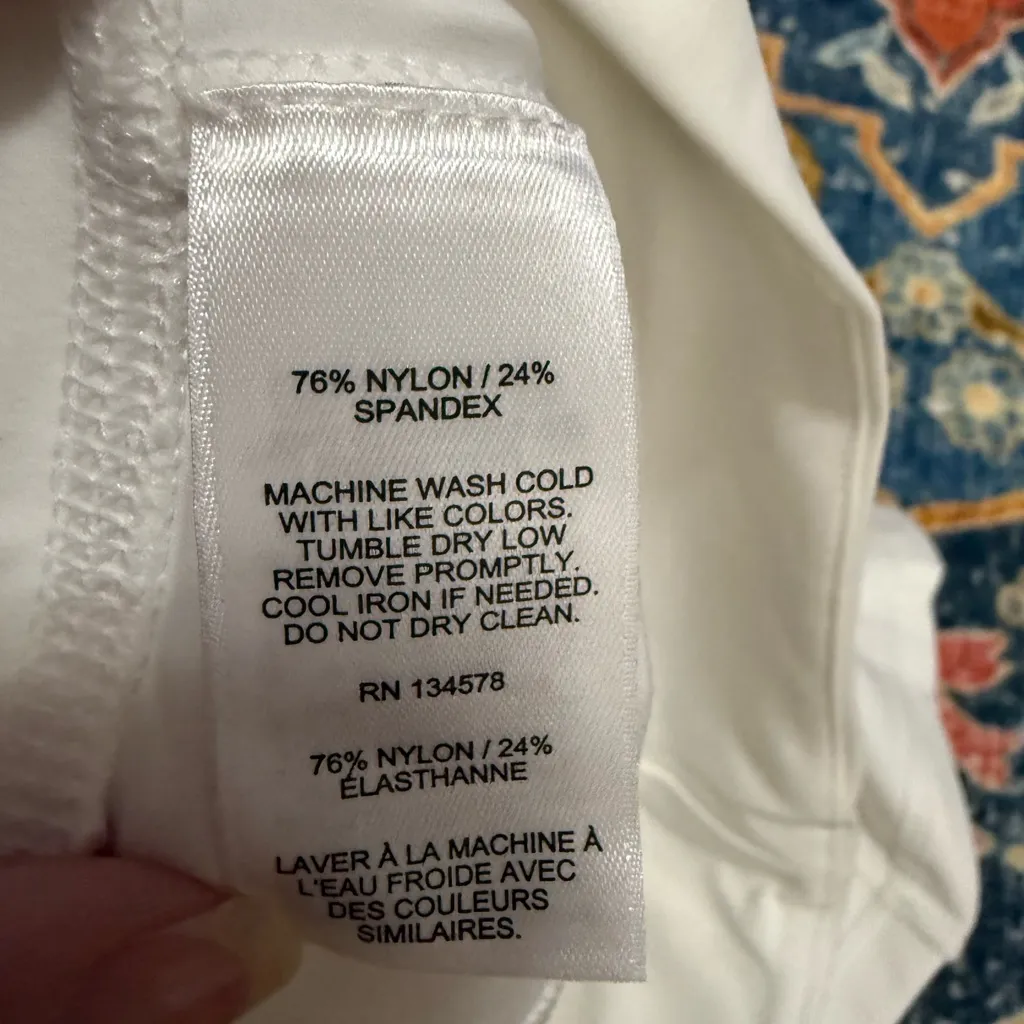 76% NYLON / 24%
SPANDEX
MACHINE WASH COLD
WITH LIKE COLORS.
TUMBLE DRY LOW
REMOVE PROMPTLY.
COOL IRON IF NEEDED.
DO NOT DRY CLEAN.
RN 134578
76% NYLON / 24%
ÉLASTHANNE
LAVER À LA MACHINE À
L'EAU FROIDE AVEC
DES COULEURS
SIMILAIRES.